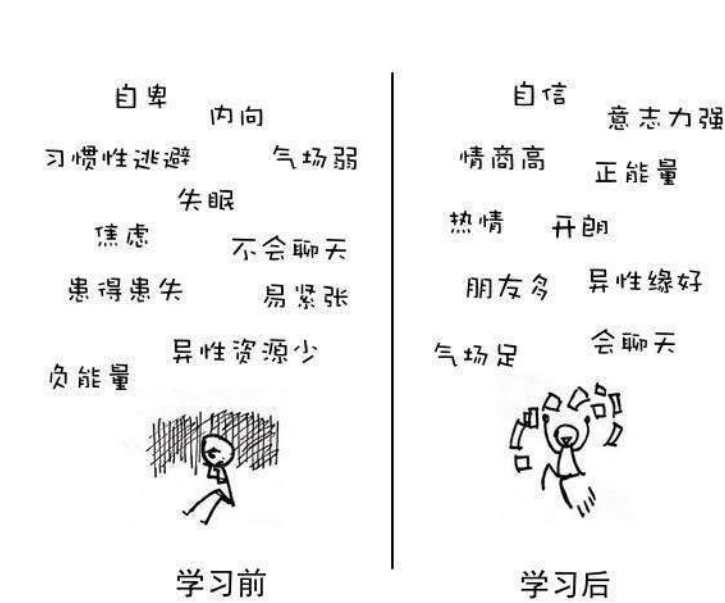 自卑
内向
习惯性逃避
气场弱
失眠
焦虑
不会聊天
患得患失
易紧张
异性资源少
负能量
学习前
自信
意志力强
情商高
正能量
热情
开朗
朋友多
异性缘好
气场足
会聊天
学习后